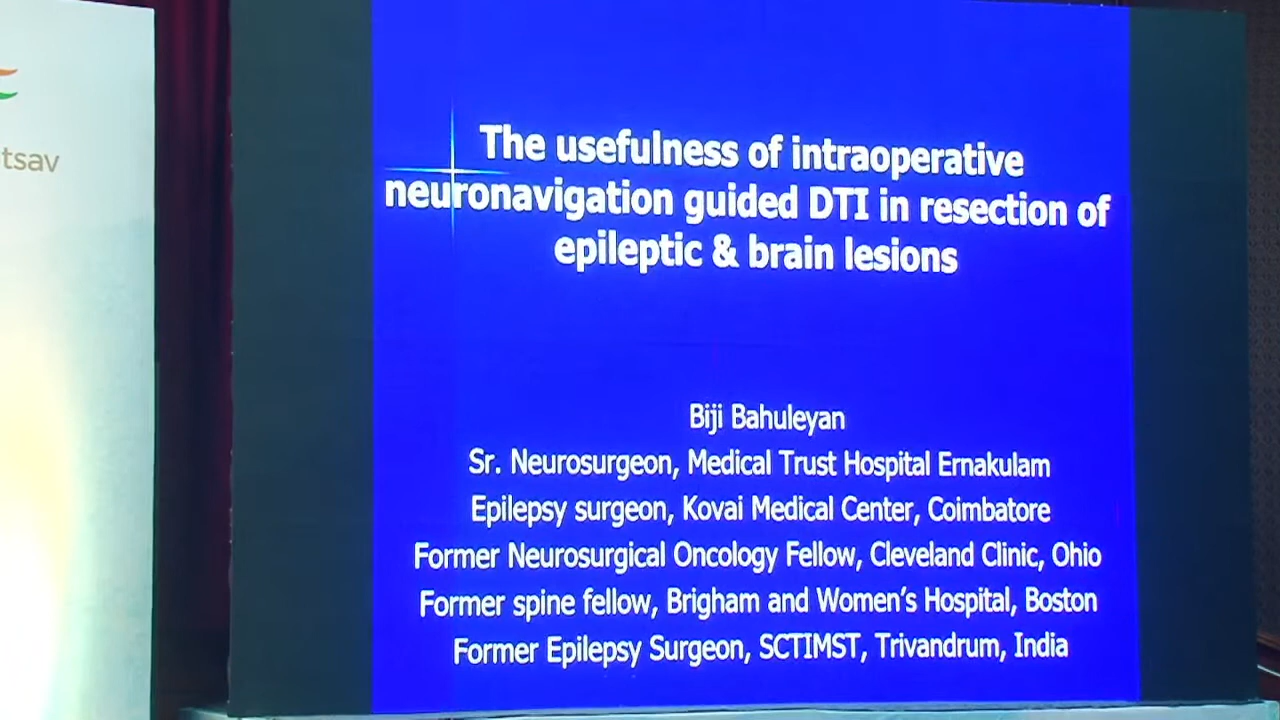 tsav
The usefulness of intraoperative
neuronavigation guided DTI in resection of
epileptic & brain lesions
Biji Bahuleyan
Sr. Neurosurgeon, Medical Trust Hospital Ernakulam
Epilepsy surgeon, Kovai Medical Center, Coimbatore
Former Neurosurgical Oncology Fellow, Cleveland Clinic, Ohio
Former spine fellow, Brigham and Women’s Hospital, Boston
Former Epilepsy Surgeon, SCTIMST, Trivandrum, India